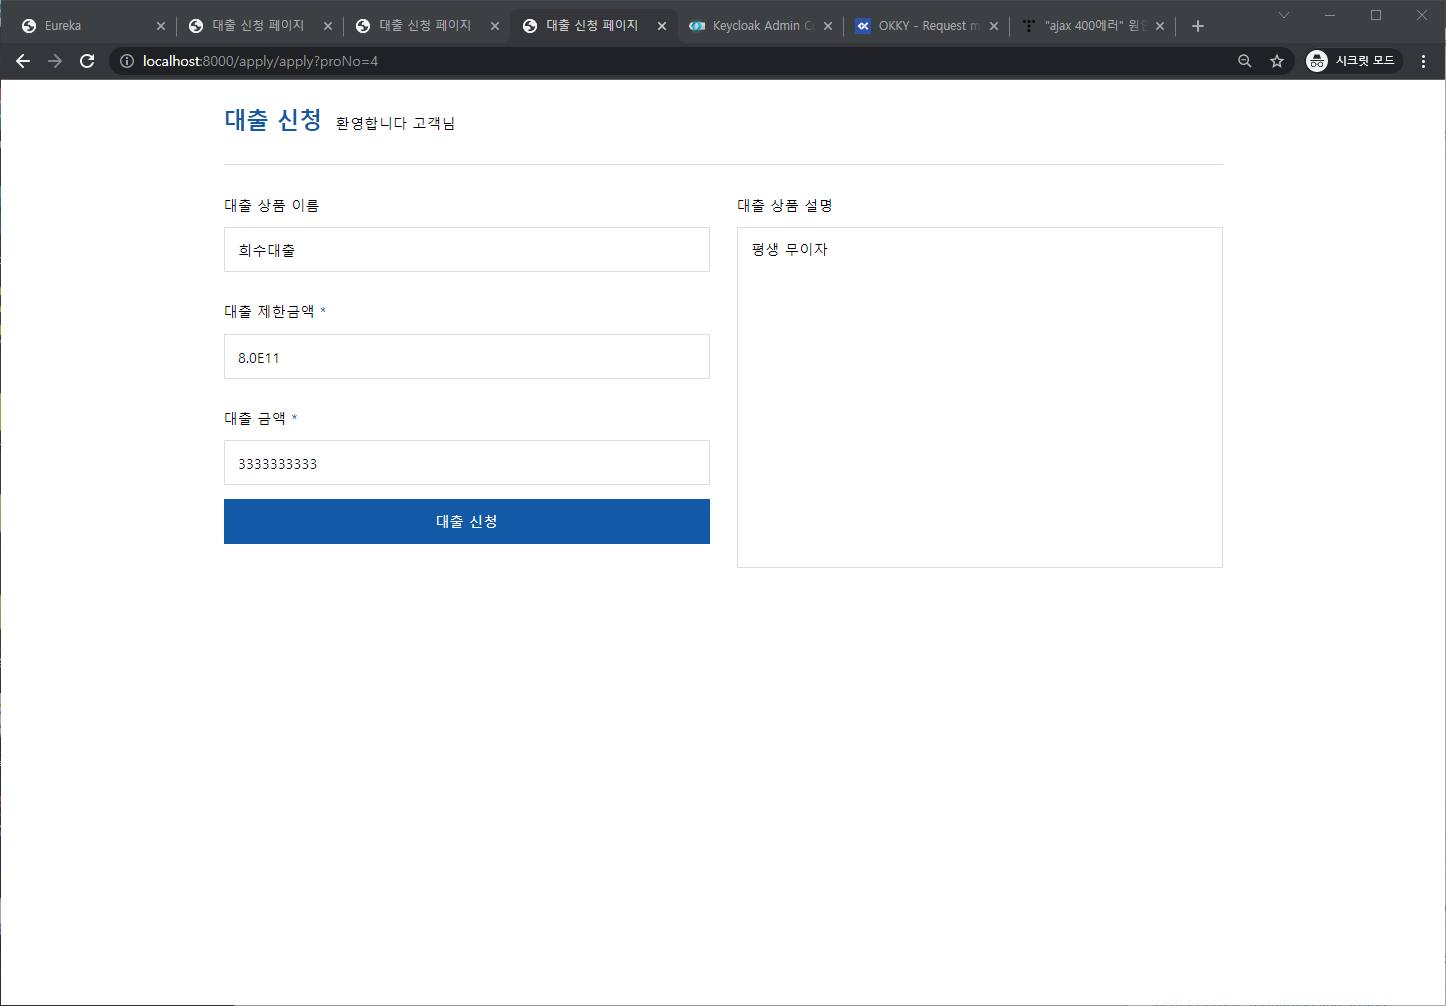 Eureka
대출 신청 페이지
대출 신청 페이지
대출 신청 페이지
Keycloak Admin C
OKKY - Request m
"ajax 400에러" 원
localhost:8000/apply/apply?proNo=4
시크릿 모드
대출 신청 환영합니다 고객님
대출 상품 이름
희수대출
대출 제한금액 *
8.0E11
대출 금액 *
3333333333
대출 신청
대출 상품 설명
평생 무이자